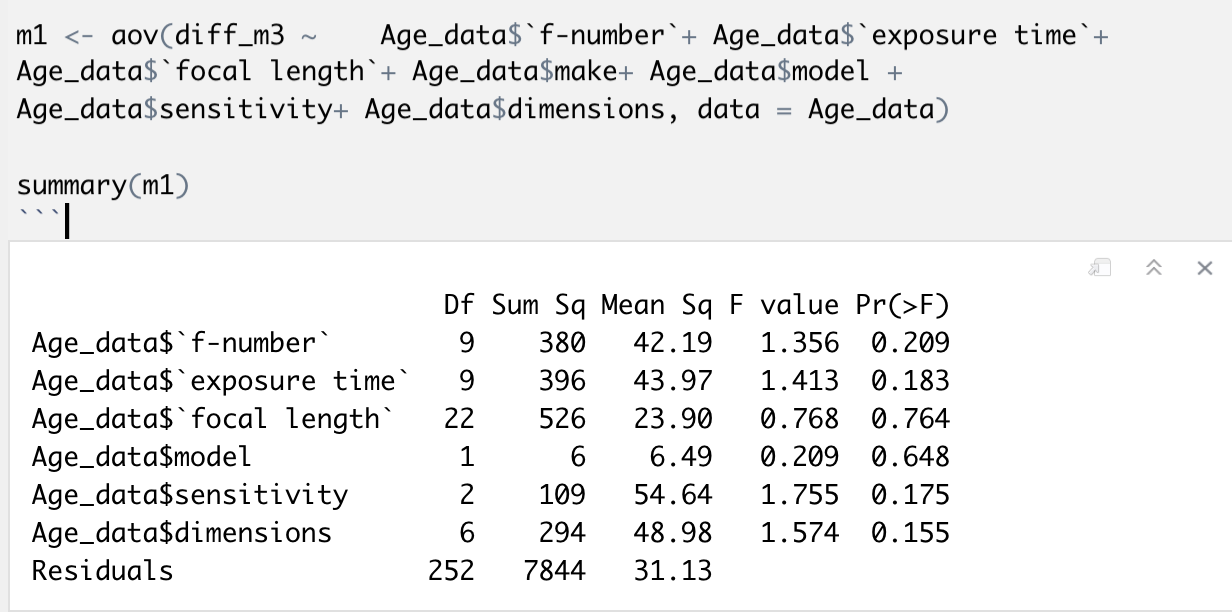 m1 <- aov(diff_m3 ~    Age_data$`f-number`+ Age_data$`exposure time`+
Age_data$`focal length`+ Age_data$make+ Age_data$model +
Age_data$sensitivity+ Age_data$dimensions, data = Age_data)
summary(m1)
```
Df Sum Sq Mean Sq F value Pr(>F)
Age_data$`f-number` 9 380 42.19 1.356 0.209
Age_data$`exposure time` 9 396 43.97 1.413 0.183
Age_data$`focal length` 22 526 23.90 0.768 0.764
Age_data$model 1 6 6.49 0.209 0.648
Age_data$sensitivity 2 109 54.64 1.755 0.175
Age_data$dimensions 6 294 48.98 1.574 0.155
Residuals 252 7844 31.13